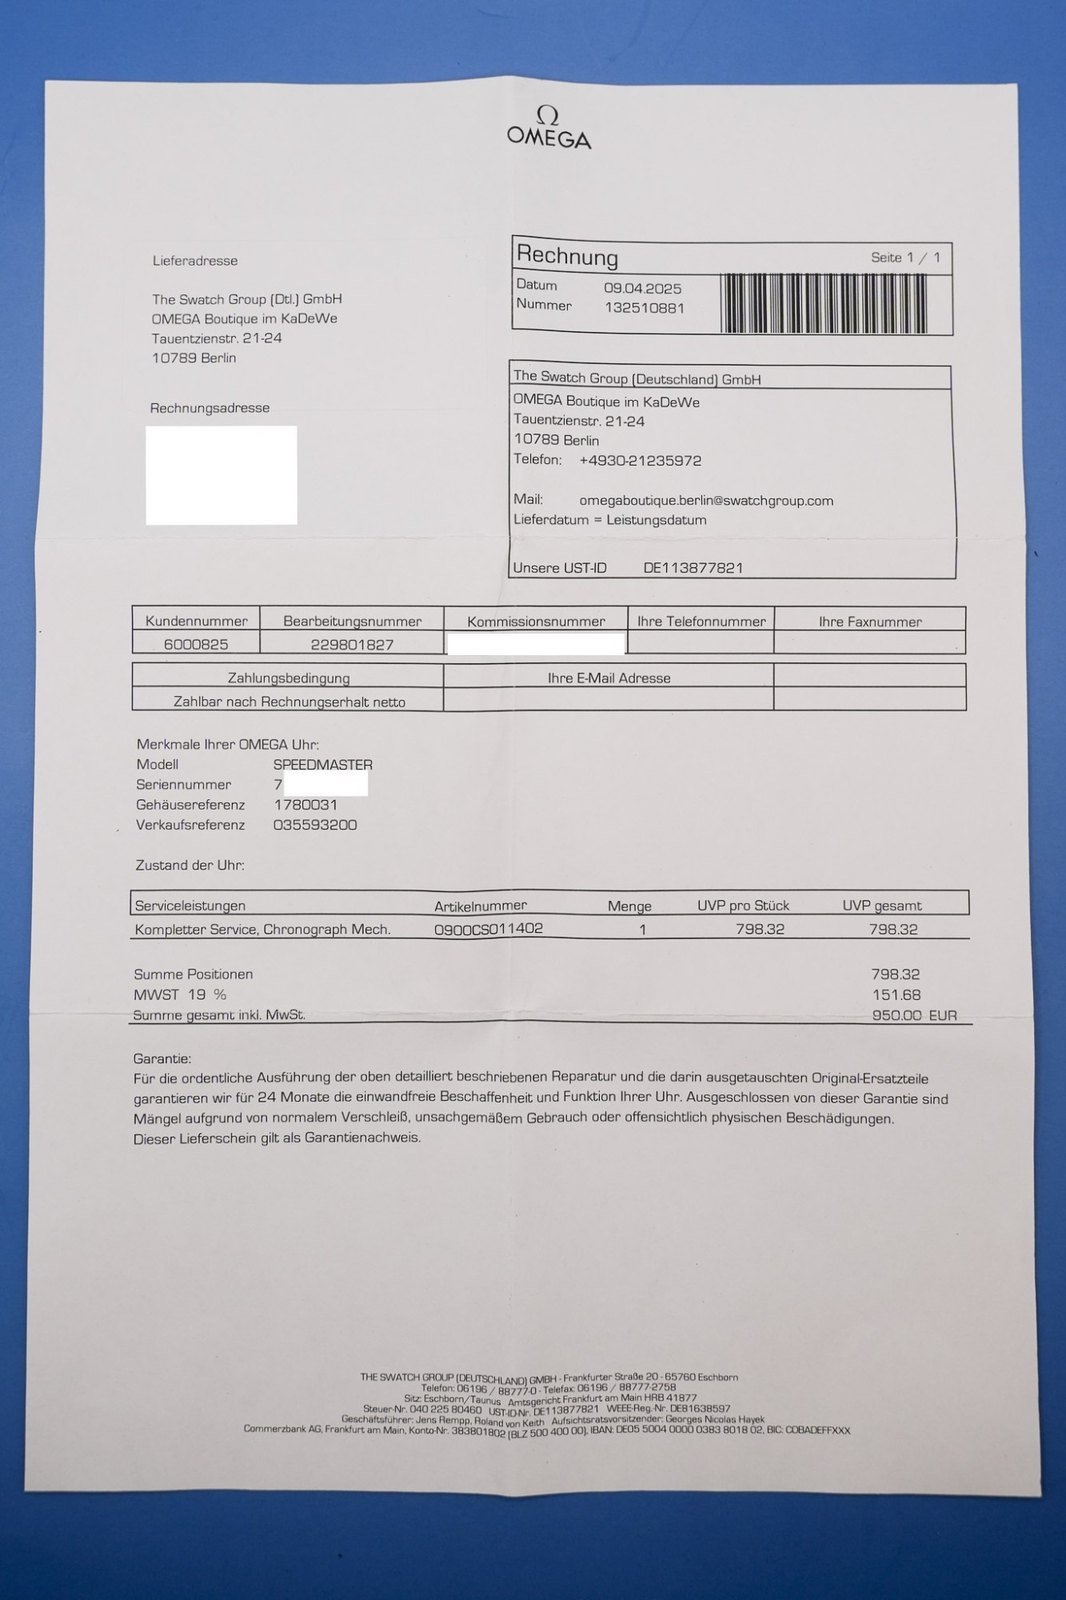 Ω
OMEGA
Lieferadresse
The Swatch Group (Dtl.) GmbH
OMEGA Boutique im KaDeWe
Tauentzienstr. 21-24
10789 Berlin
Rechnungsadresse
Rechnung Seite 1 / 1
Datum 09.04.2025
Nummer 132510881
The Swatch Group (Deutschland) GmbH
OMEGA Boutique im KaDeWe
Tauentzienstr. 21-24
10789 Berlin
Telefon: +4930-21235972
Mail: omegaboutique.berlin@swatchgroup.com
Lieferdatum = Leistungsdatum
Unsere UST-ID DE113877821
Kundennummer Bearbeitungsnummer Kommissionsnummer Ihre Telefonnummer Ihre Faxnummer
6000825 229801827
Zahlungsbedingung Ihre E-Mail Adresse
Zahlbar nach Rechnungserhalt netto
Merkmale Ihrer OMEGA Uhr:
Modell SPEEDMASTER
Seriennummer 7
Gehäusereferenz 1780031
Verkaufsreferenz 035593200
Zustand der Uhr:
Serviceleistungen Artikelnummer Menge UVP pro Stück UVP gesamt
Kompletter Service, Chronograph Mech. 0900CS011402 1 798.32 798.32
Summe Positionen 798.32
MWST 19 % 151.68
Summe gesamt inkl. MwSt. 950.00 EUR
Garantie:
Für die ordentliche Ausführung der oben detailliert beschriebenen Reparatur und die darin ausgetauschten Original-Ersatzteile
garantieren wir für 24 Monate die einwandfreie Beschaffenheit und Funktion Ihrer Uhr. Ausgeschlossen von dieser Garantie sind
Mängel aufgrund von normalem Verschleiß, unsachgemäßem Gebrauch oder offensichtlich physischen Beschädigungen.
Dieser Lieferschein gilt als Garantienachweis.
THE SWATCH GROUP (DEUTSCHLAND) GMBH - Frankfurter Straße 20 - 65760 Eschborn
Telefon: 06196 / 88777-0 - Telefax: 06196 / 88777-2758
Sitz: Eschborn/Taunus Amtsgericht Frankfurt am Main HRB 41877
Steuer-Nr. 040 225 80460 UST-ID-Nr. DE113877821 WEEE-Reg.-Nr. DE81638597
Geschäftsführer: Jens Rempp, Roland von Keith Aufsichtsratsvorsitzender: Georges Nicolas Hayek
Commerzbank AG, Frankfurt am Main, Konto-Nr. 383801802 (BLZ 500 400 00), IBAN: DE05 5004 0000 0383 8018 02, BIC: COBADEFFXXX